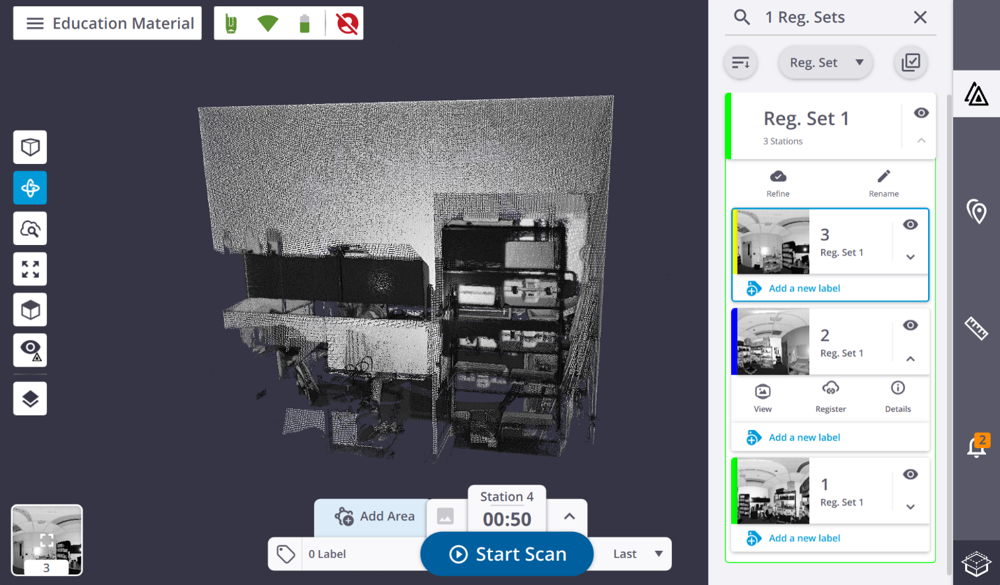 Education Material
1 Reg. Sets
Reg. Set
Reg. Set 1
3 Stations
Refine
Rename
3
Reg. Set 1
Add a new label
2
Reg. Set 1
View
Register
Details
Add a new label
1
Reg. Set 1
Add a new label
2
3
Add Area
Station 4
00:50
0 Label
Start Scan
Last